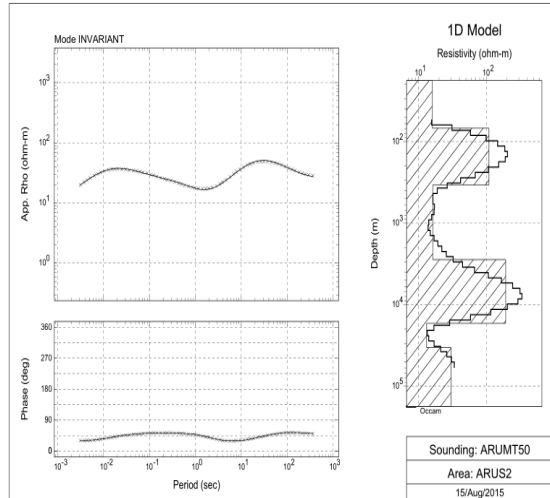 Mode INVARIANT
App. Rho (ohm-m)
10³
10²
10¹
10⁰
Phase (deg)
360
270
180
90
0
10⁻³ 10⁻² 10⁻¹ 10⁰ 10¹ 10² 10³
Period (sec)
1D Model
Resistivity (ohm-m)
10¹ 10²
Depth (m)
10²
10³
10⁴
10⁵
Occam
Sounding: ARUMT50
Area: ARUS2
15/Aug/2015